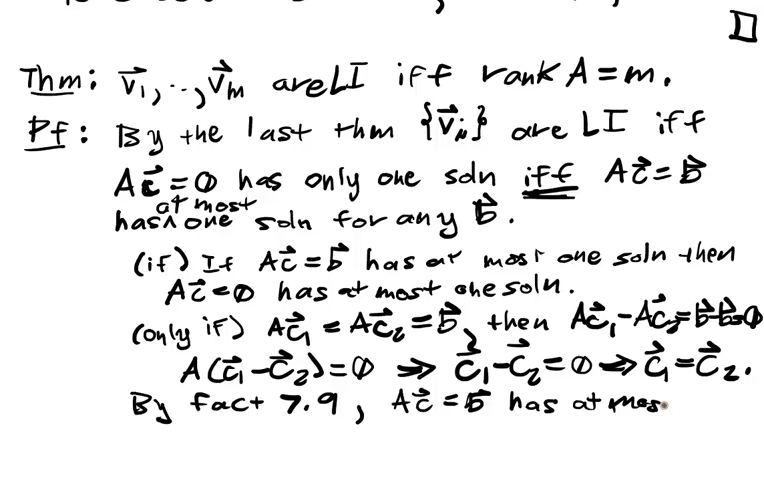 Thm: v⃗₁, .., v⃗ₘ are LI iff rank A = m.
Pf: By the last thm {v⃗ᵢ} are LI iff
Ac⃗ = 0 has only one soln iff Ac⃗ = b⃗
has at most one soln for any b⃗.
(if) If Ac⃗ = b⃗ has at most one soln then
Ac⃗ = 0 has at most one soln.
(only if) Ac⃗₁ = Ac⃗₂ = b⃗, then Ac⃗₁ - Ac⃗₂ = b⃗ - b⃗ = 0
A(c⃗₁ - c⃗₂) = 0 ⇒ c⃗₁ - c⃗₂ = 0 ⇒ c⃗₁ = c⃗₂.
By fact 7.9, Ac⃗ = b⃗ has at mos